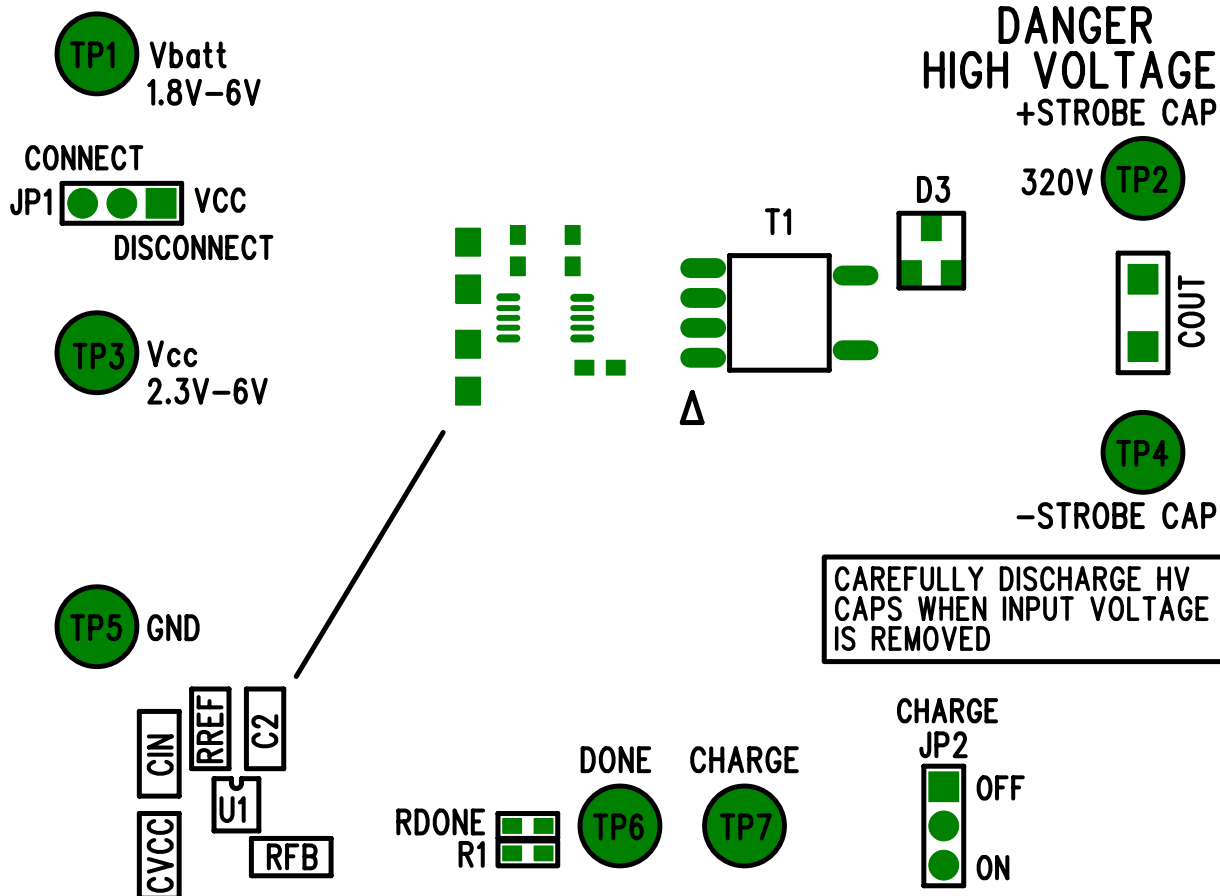 DANGER
HIGH VOLTAGE
+STROBE CAP
TP1
Vbatt
1.8V-6V
CONNECT
JP1
VCC
DISCONNECT
320V
TP2
D3
T1
COUT
TP3
Vcc
2.3V-6V
TP4
-STROBE CAP
CAREFULLY DISCHARGE HV
CAPS WHEN INPUT VOLTAGE
IS REMOVED
TP5
GND
CIN
RREF
C2
U1
CVCC
RFB
RDONE
R1
DONE
TP6
CHARGE
TP7
CHARGE
JP2
OFF
ON